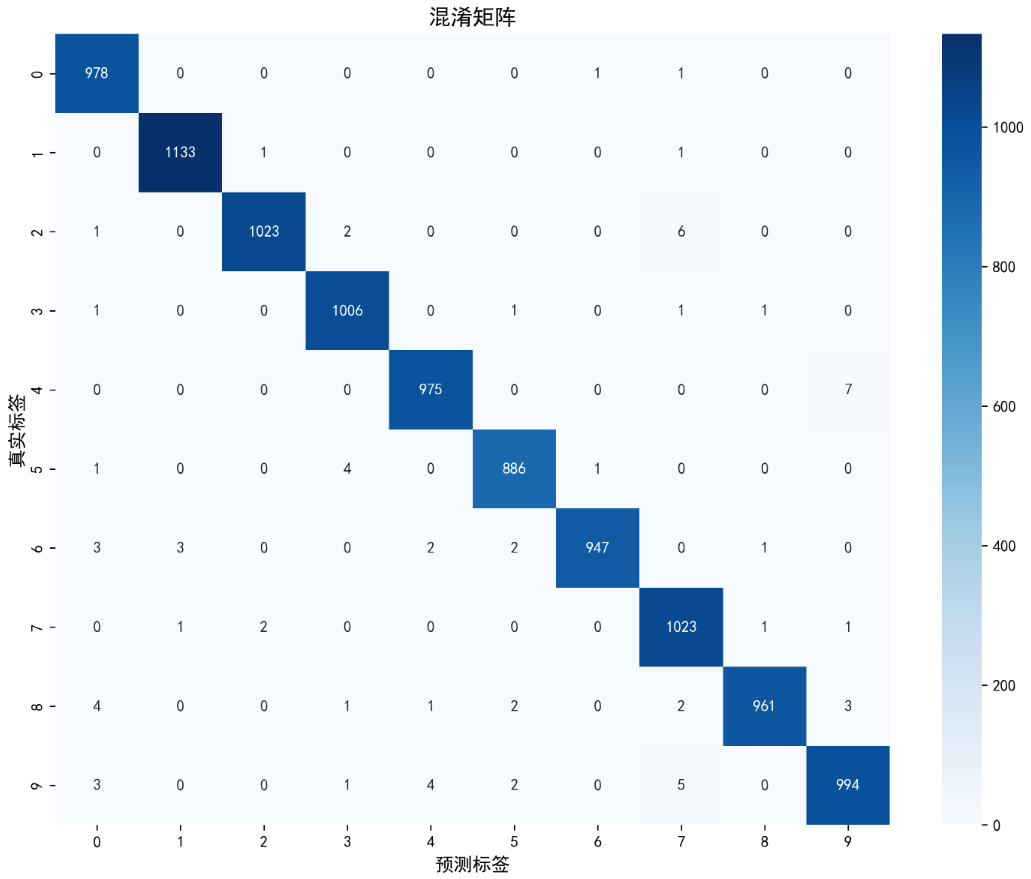 混淆矩阵
0 978 0 0 0 0 0 1 1 0 0
1 0 1133 1 0 0 0 0 1 0 0
2 1 0 1023 2 0 0 0 6 0 0
3 1 0 0 1006 0 1 0 1 1 0
4 0 0 0 0 975 0 0 0 0 7
5 1 0 0 4 0 886 1 0 0 0
6 3 3 0 0 2 2 947 0 1 0
7 0 1 2 0 0 0 0 1023 1 1
8 4 0 0 1 1 2 0 2 961 3
9 3 0 0 1 4 2 0 5 0 994
0 1 2 3 4 5 6 7 8 9
预测标签
真实标签
1000
800
600
400
200
0